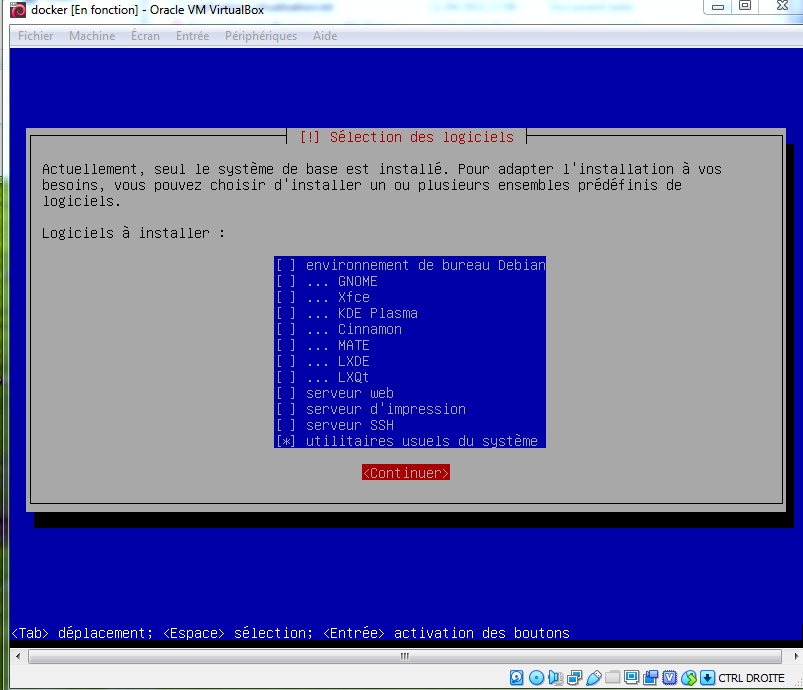 docker [En fonction] - Oracle VM VirtualBox
Fichier Machine Écran Entrée Périphériques Aide
[!] Sélection des logiciels
Actuellement, seul le système de base est installé. Pour adapter l'installation à vos
besoins, vous pouvez choisir d'installer un ou plusieurs ensembles prédéfinis de
logiciels.
Logiciels à installer :
[ ] environnement de bureau Debian
[ ] ... GNOME
[ ] ... Xfce
[ ] ... KDE Plasma
[ ] ... Cinnamon
[ ] ... MATE
[ ] ... LXDE
[ ] ... LXQt
[ ] serveur web
[ ] serveur d'impression
[ ] serveur SSH
[*] utilitaires usuels du système
<Continuer>
<Tab> déplacement; <Espace> sélection; <Entrée> activation des boutons
CTRL DROITE